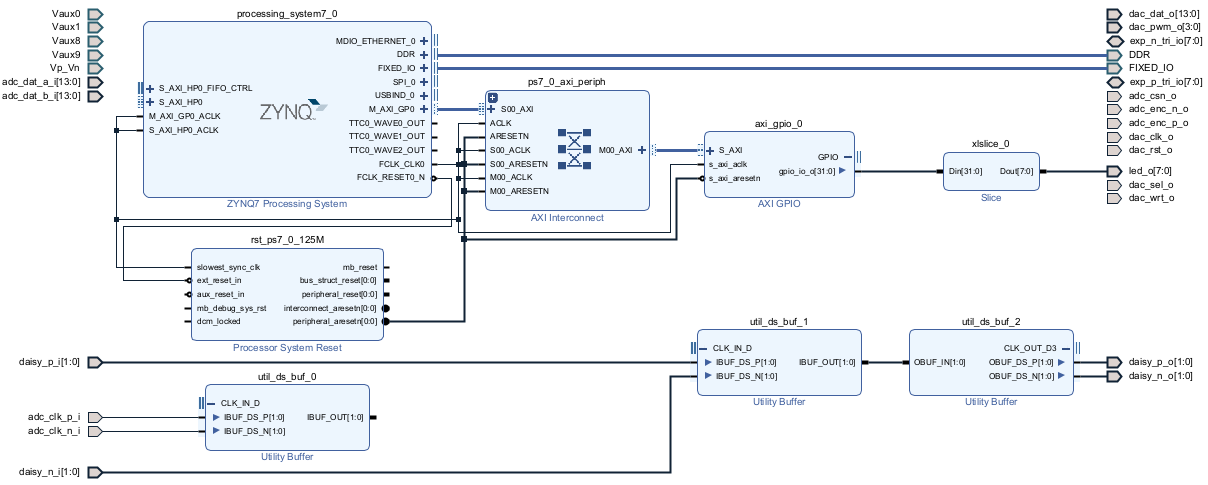 Vaux0
Vaux1
Vaux8
Vaux9
Vp_Vn
adc_dat_a_i[13:0]
adc_dat_b_i[13:0]
processing_system7_0
S_AXI_HP0_FIFO_CTRL
S_AXI_HP0
M_AXI_GP0_ACLK
S_AXI_HP0_ACLK
ZYNQ
MDIO_ETHERNET_0
DDR
FIXED_IO
SPI_0
USBIND_0
M_AXI_GP0
TTC0_WAVE0_OUT
TTC0_WAVE1_OUT
TTC0_WAVE2_OUT
FCLK_CLK0
FCLK_RESET0_N
ZYNQ7 Processing System
ps7_0_axi_periph
S00_AXI
ACLK
ARESETN
S00_ACLK
S00_ARESETN
M00_ACLK
M00_ARESETN
M00_AXI
AXI Interconnect
axi_gpio_0
S_AXI
s_axi_aclk
s_axi_aresetn
GPIO
gpio_io_o[31:0]
AXI GPIO
xlslice_0
Din[31:0]
Dout[7:0]
Slice
dac_dat_o[13:0]
dac_pwm_o[3:0]
exp_n_tri_io[7:0]
DDR
FIXED_IO
exp_p_tri_io[7:0]
adc_csn_o
adc_enc_n_o
adc_enc_p_o
dac_clk_o
dac_rst_o
led_o[7:0]
dac_sel_o
dac_wrt_o
rst_ps7_0_125M
slowest_sync_clk
ext_reset_in
aux_reset_in
mb_debug_sys_rst
dcm_locked
mb_reset
bus_struct_reset[0:0]
peripheral_reset[0:0]
interconnect_aresetn[0:0]
peripheral_aresetn[0:0]
Processor System Reset
daisy_p_i[1:0]
util_ds_buf_0
adc_clk_p_i
adc_clk_n_i
CLK_IN_D
IBUF_DS_P[1:0]
IBUF_DS_N[1:0]
IBUF_OUT[1:0]
Utility Buffer
daisy_n_i[1:0]
util_ds_buf_1
CLK_IN_D
IBUF_DS_P[1:0]
IBUF_DS_N[1:0]
IBUF_OUT[1:0]
Utility Buffer
util_ds_buf_2
OBUF_IN[1:0]
CLK_OUT_D3
OBUF_DS_P[1:0]
OBUF_DS_N[1:0]
Utility Buffer
daisy_p_o[1:0]
daisy_n_o[1:0]